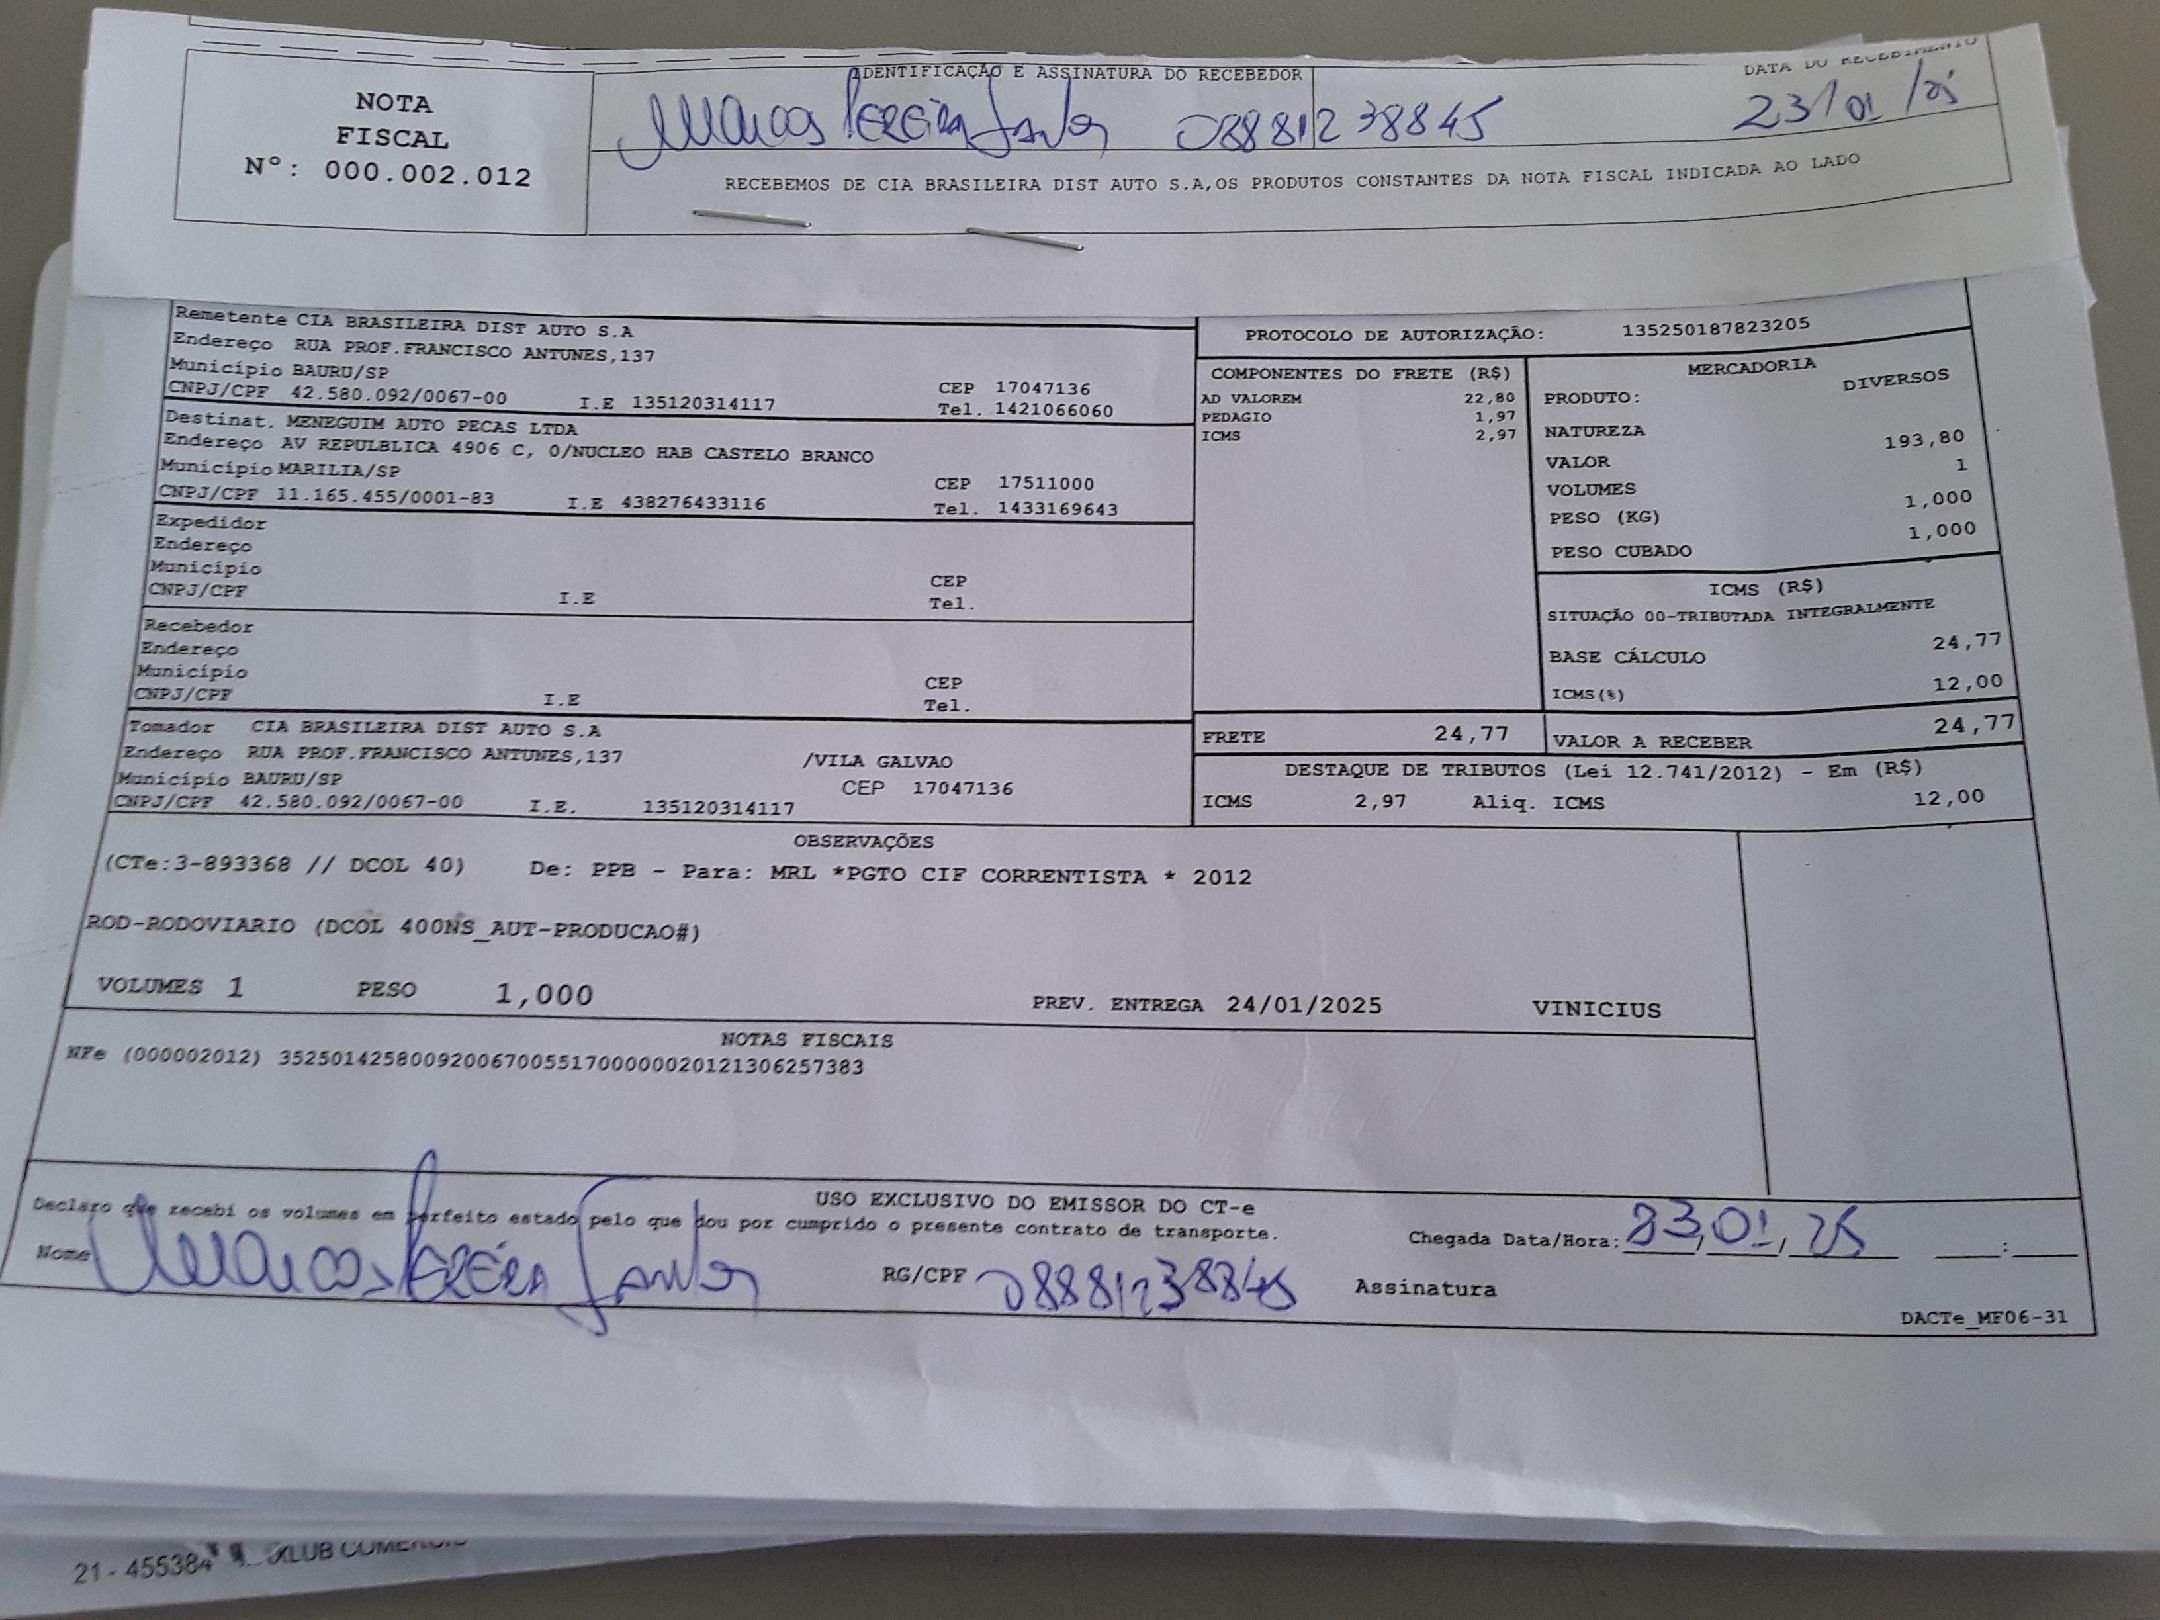 IDENTIFICAÇÃO E ASSINATURA DO RECEBEDOR
DATA DO RECEBIMENTO
NOTA
FISCAL
Nº: 000.002.012
Marcos Pereira Santos 08881238845
23/01/25
RECEBEMOS DE CIA BRASILEIRA DIST AUTO S.A,OS PRODUTOS CONSTANTES DA NOTA FISCAL INDICADA AO LADO
Remetente CIA BRASILEIRA DIST AUTO S.A
Endereço RUA PROF.FRANCISCO ANTUNES,137
Município BAURU/SP
CEP 17047136
CNPJ/CPF 42.580.092/0067-00 I.E 135120314117 Tel. 1421066060
Destinat. MENEGUIM AUTO PECAS LTDA
Endereço AV REPULBLICA 4906 C, 0/NUCLEO HAB CASTELO BRANCO
Município MARILIA/SP
CEP 17511000
CNPJ/CPF 11.165.455/0001-83 I.E 438276433116 Tel. 1433169643
Expedidor
Endereço
Município
CEP
CNPJ/CPF I.E Tel.
Recebedor
Endereço
Município
CEP
CNPJ/CPF I.E Tel.
Tomador CIA BRASILEIRA DIST AUTO S.A
Endereço RUA PROF.FRANCISCO ANTUNES,137 /VILA GALVAO
Município BAURU/SP CEP 17047136
CNPJ/CPF 42.580.092/0067-00 I.E. 135120314117
PROTOCOLO DE AUTORIZAÇÃO: 135250187823205
COMPONENTES DO FRETE (R$)
AD VALOREM 22,80
PEDAGIO 1,97
ICMS 2,97
MERCADORIA
PRODUTO: DIVERSOS
NATUREZA
VALOR 193,80
VOLUMES 1
PESO (KG) 1,000
PESO CUBADO 1,000
ICMS (R$)
SITUAÇÃO 00-TRIBUTADA INTEGRALMENTE
BASE CÁLCULO 24,77
ICMS(%) 12,00
FRETE 24,77
VALOR A RECEBER 24,77
DESTAQUE DE TRIBUTOS (Lei 12.741/2012) - Em (R$)
ICMS 2,97 Aliq. ICMS 12,00
OBSERVAÇÕES
(CTe:3-893368 // DCOL 40) De: PPB - Para: MRL *PGTO CIF CORRENTISTA * 2012
ROD-RODOVIARIO (DCOL 400NS_AUT-PRODUCAO#)
VOLUMES 1 PESO 1,000 PREV. ENTREGA 24/01/2025 VINICIUS
NOTAS FISCAIS
NFe (000002012) 35250142580092006700551700000020121306257383
USO EXCLUSIVO DO EMISSOR DO CT-e
Declaro que recebi os volumes em perfeito estado pelo que dou por cumprido o presente contrato de transporte.
Chegada Data/Hora: 23,01,25 :
Nome Marcos Pereira Santos RG/CPF 08881238845 Assinatura
DACTe_MF06-31
21 - 455384